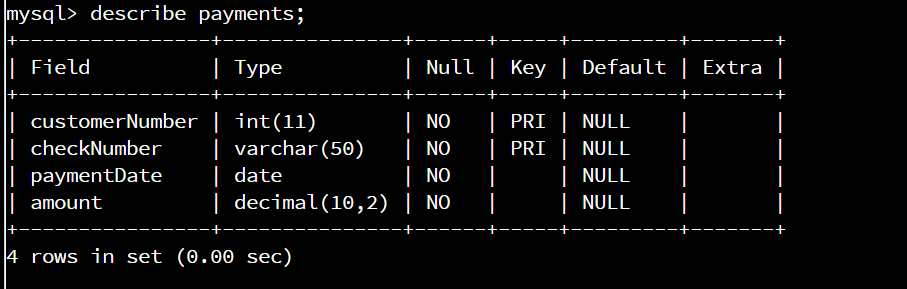 mysql> describe payments;
+----------------+---------------+------+-----+---------+-------+
| Field          | Type          | Null | Key | Default | Extra |
+----------------+---------------+------+-----+---------+-------+
| customerNumber | int(11)       | NO   | PRI | NULL    |       |
| checkNumber    | varchar(50)   | NO   | PRI | NULL    |       |
| paymentDate    | date          | NO   |     | NULL    |       |
| amount         | decimal(10,2) | NO   |     | NULL    |       |
+----------------+---------------+------+-----+---------+-------+
4 rows in set (0.00 sec)